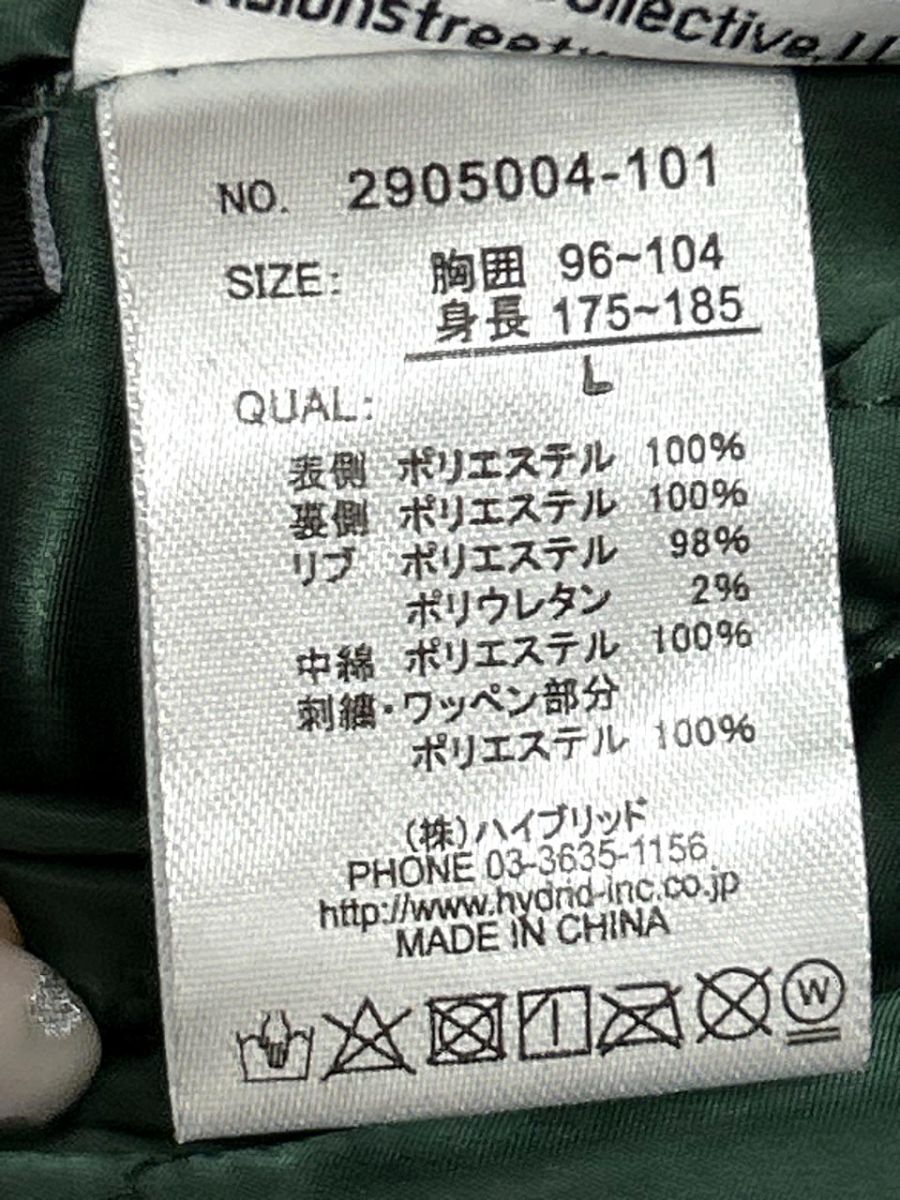 ollective, LL
isionstreetw
NO. 2905004-101
SIZE: 胸囲 96~104
身長 175~185
L
QUAL:
表側 ポリエステル 100%
裏側 ポリエステル 100%
リブ ポリエステル 98%
ポリウレタン 2%
中綿 ポリエステル 100%
刺繍・ワッペン部分
ポリエステル 100%
(株)ハイブリッド
PHONE 03-3635-1156
http://www.hybrid-inc.co.jp
MADE IN CHINA
W